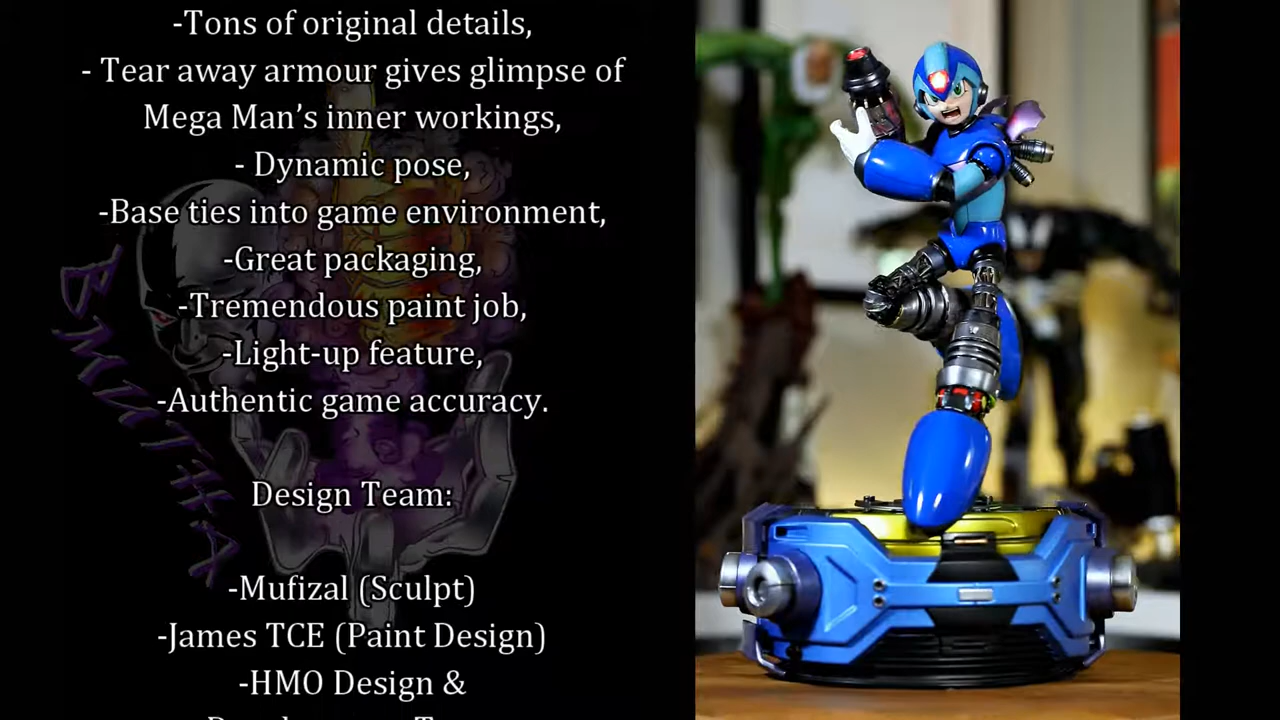 -Tons of original details,
- Tear away armour gives glimpse of
Mega Man’s inner workings,
- Dynamic pose,
-Base ties into game environment,
-Great packaging,
-Tremendous paint job,
-Light-up feature,
-Authentic game accuracy.
Design Team:
-Mufizal (Sculpt)
-James TCE (Paint Design)
-HMO Design &
BMUTHA